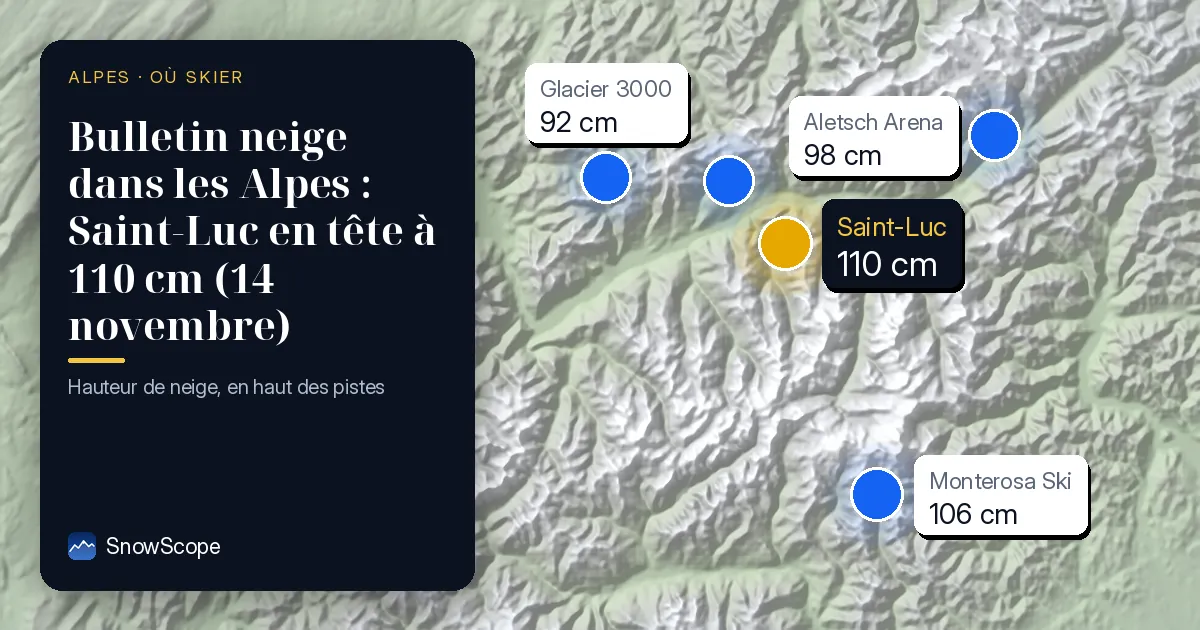 ALPES · OÙ SKIER
Bulletin neige
dans les Alpes :
Saint-Luc en tête à
110 cm (14
novembre)
Hauteur de neige, en haut des pistes
SnowScope
Glacier 3000
92 cm
Aletsch Arena
98 cm
Saint-Luc
110 cm
Monterosa Ski
106 cm